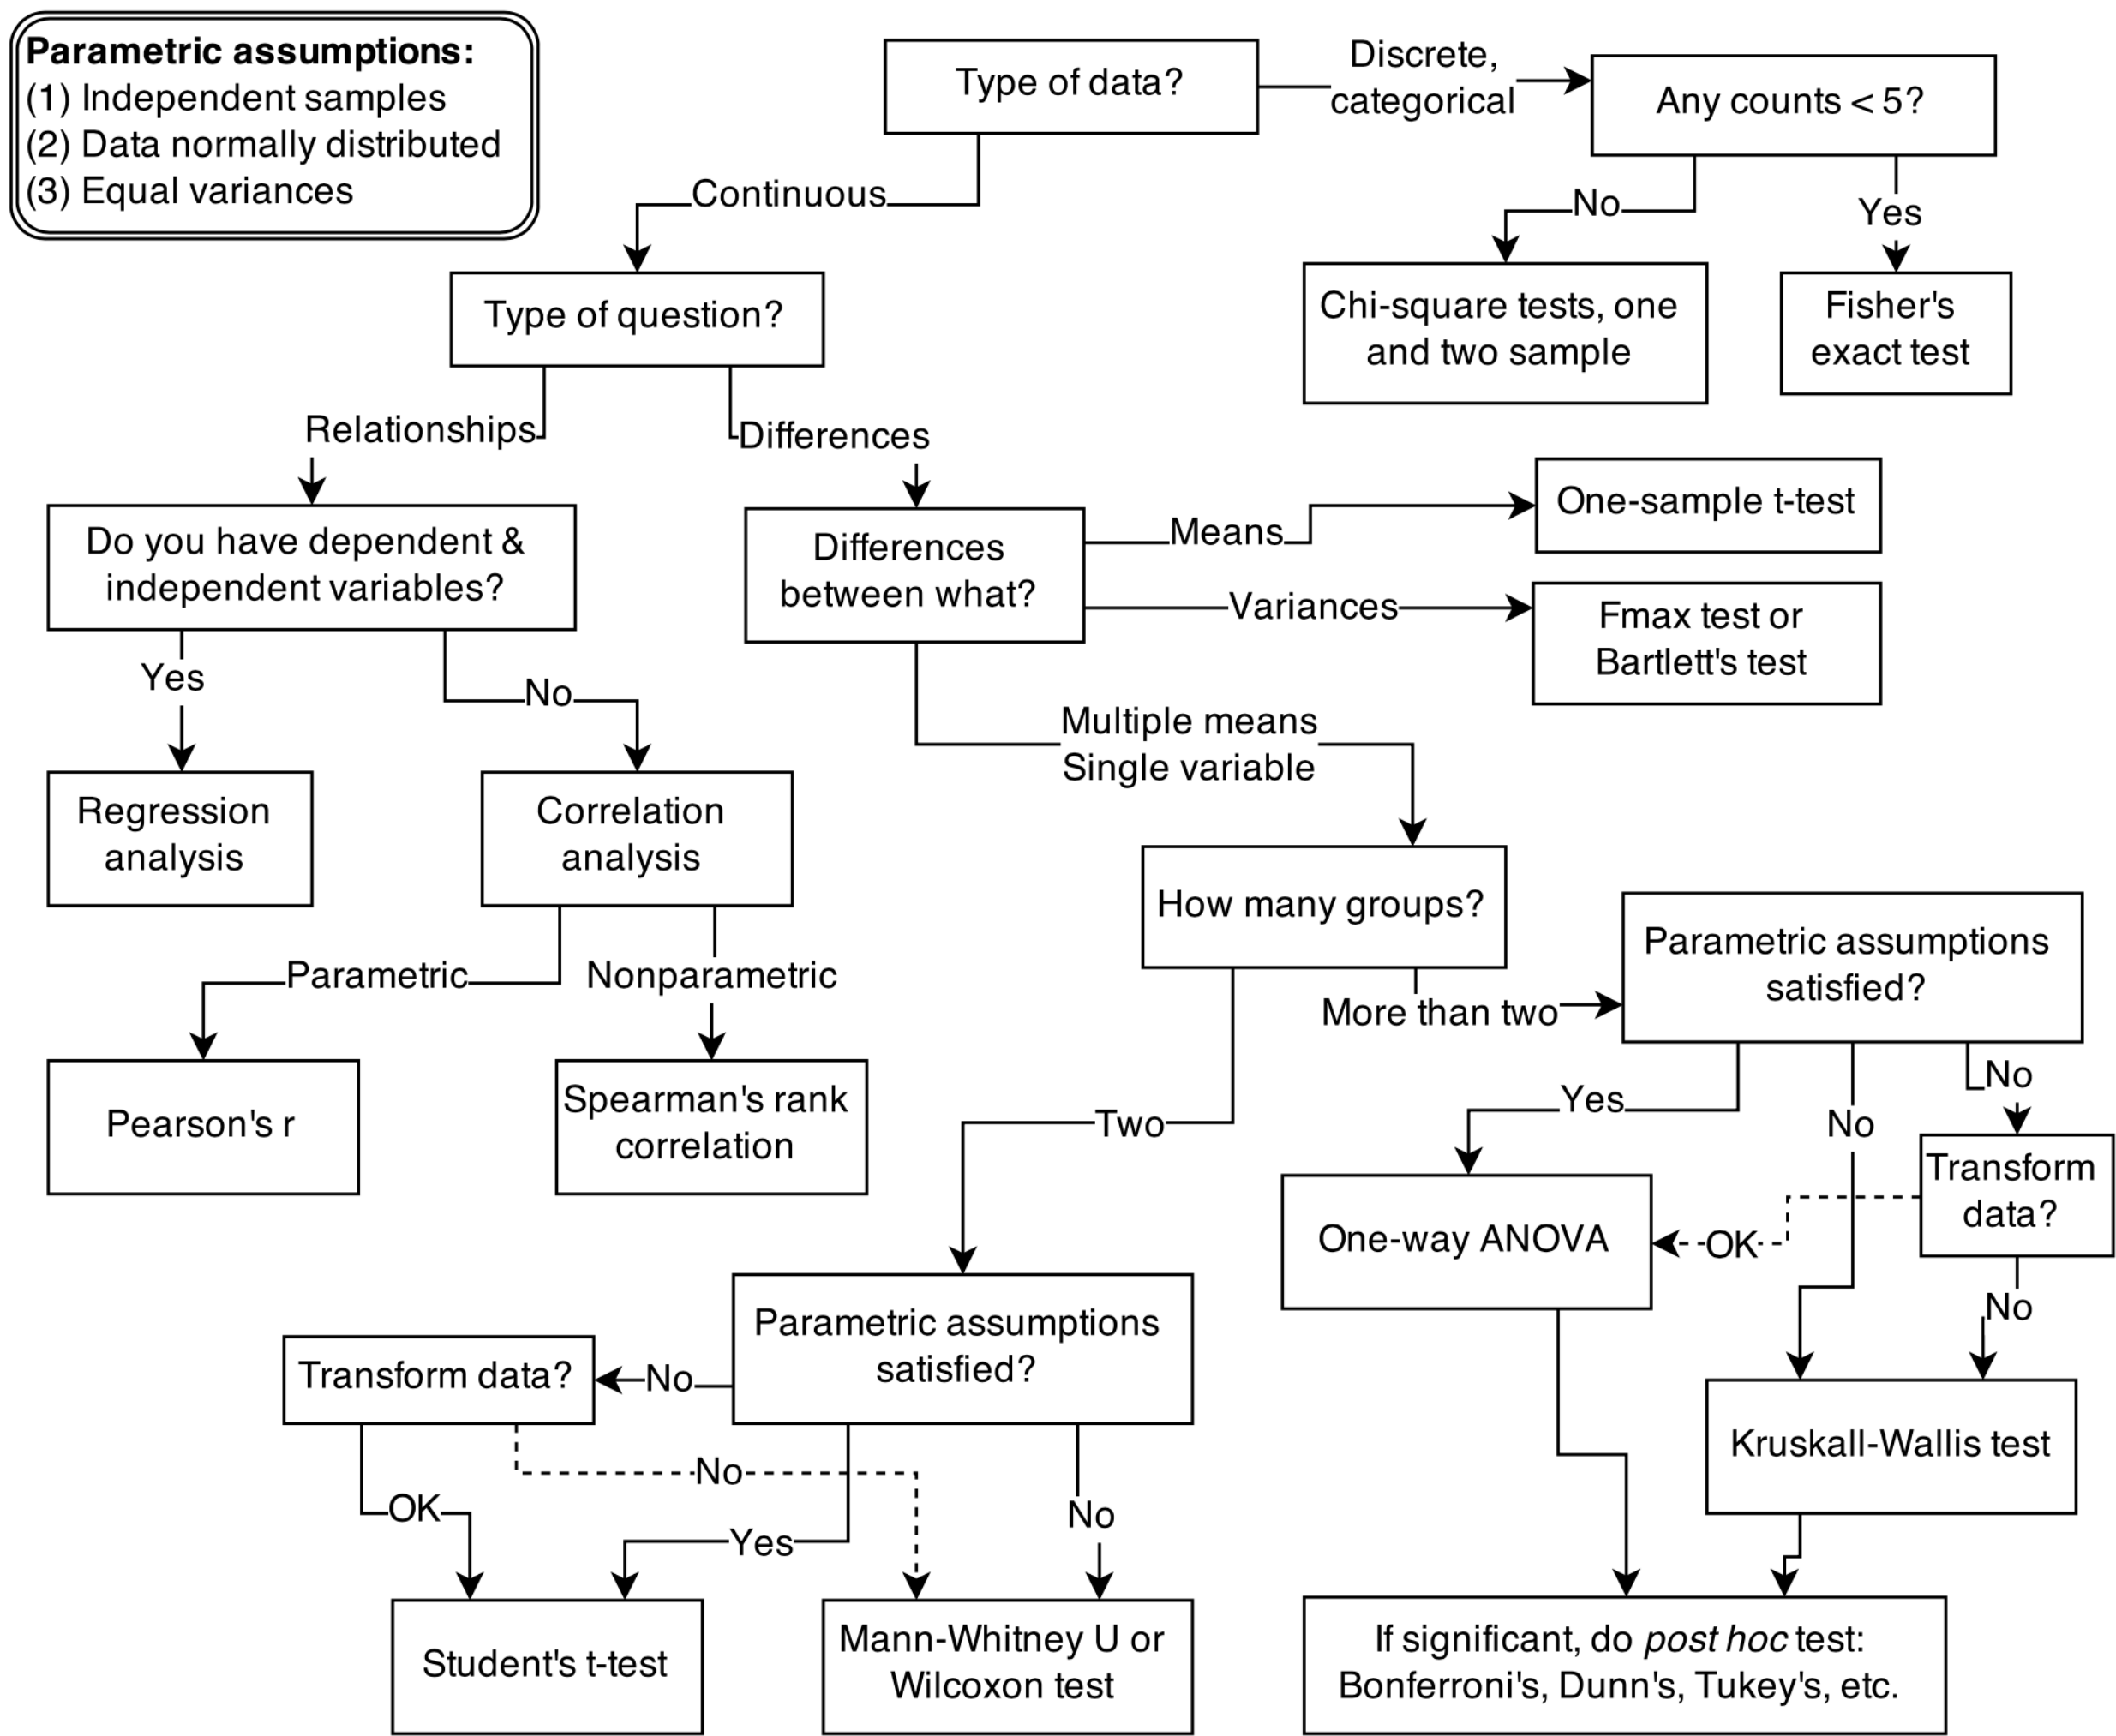 Parametric assumptions:
(1) Independent samples
(2) Data normally distributed
(3) Equal variances
Type of data?
Discrete,
categorical
Any counts < 5?
Continuous
No
Yes
Type of question?
Chi-square tests, one
and two sample
Fisher's
exact test
Relationships
Differences
Do you have dependent &
independent variables?
Differences
between what?
Means
One-sample t-test
Variances
Fmax test or
Bartlett's test
Yes
No
Multiple means
Single variable
Regression
analysis
Correlation
analysis
How many groups?
Parametric assumptions
satisfied?
Parametric
Nonparametric
More than two
Pearson's r
Spearman's rank
correlation
Two
Yes
No
No
Transform
data?
One-way ANOVA
OK
No
Parametric assumptions
satisfied?
Transform data?
No
Kruskall-Wallis test
No
OK
Yes
No
Student's t-test
Mann-Whitney U or
Wilcoxon test
If significant, do post hoc test:
Bonferroni's, Dunn's, Tukey's, etc.